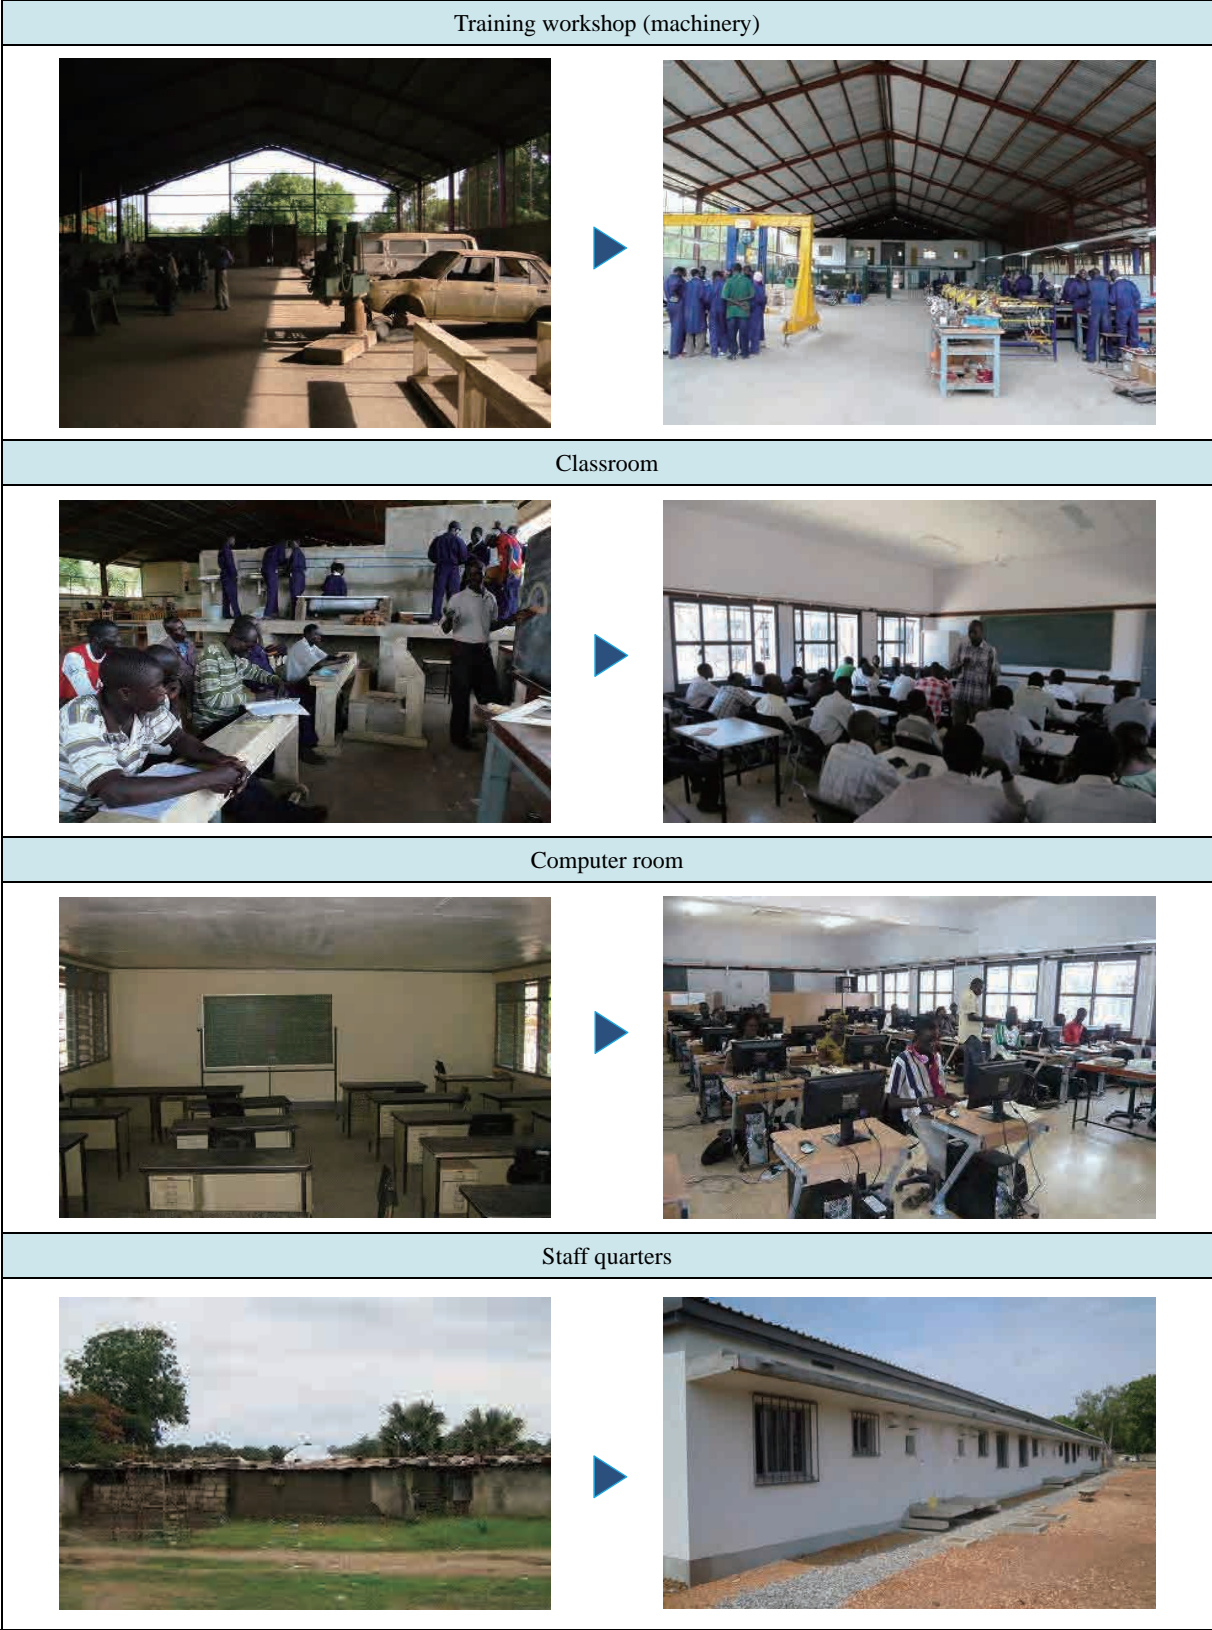 Training workshop (machinery)
Classroom
Computer room
Staff quarters